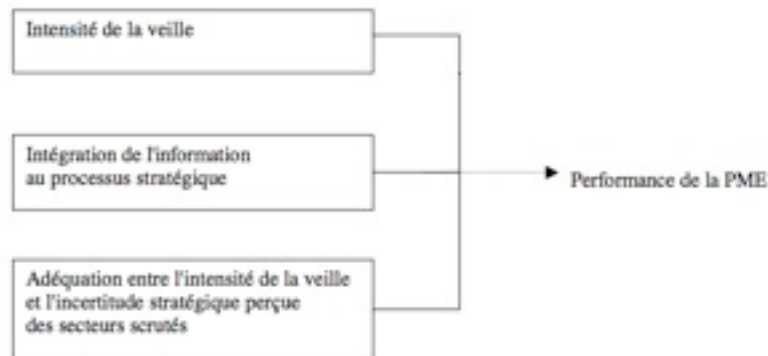 Intensité de la veille
Intégration de l'information
au processus stratégique
Performance de la PME
Adéquation entre l'intensité de la veille
et l'incertitude stratégique perçue
des secteurs scrutés